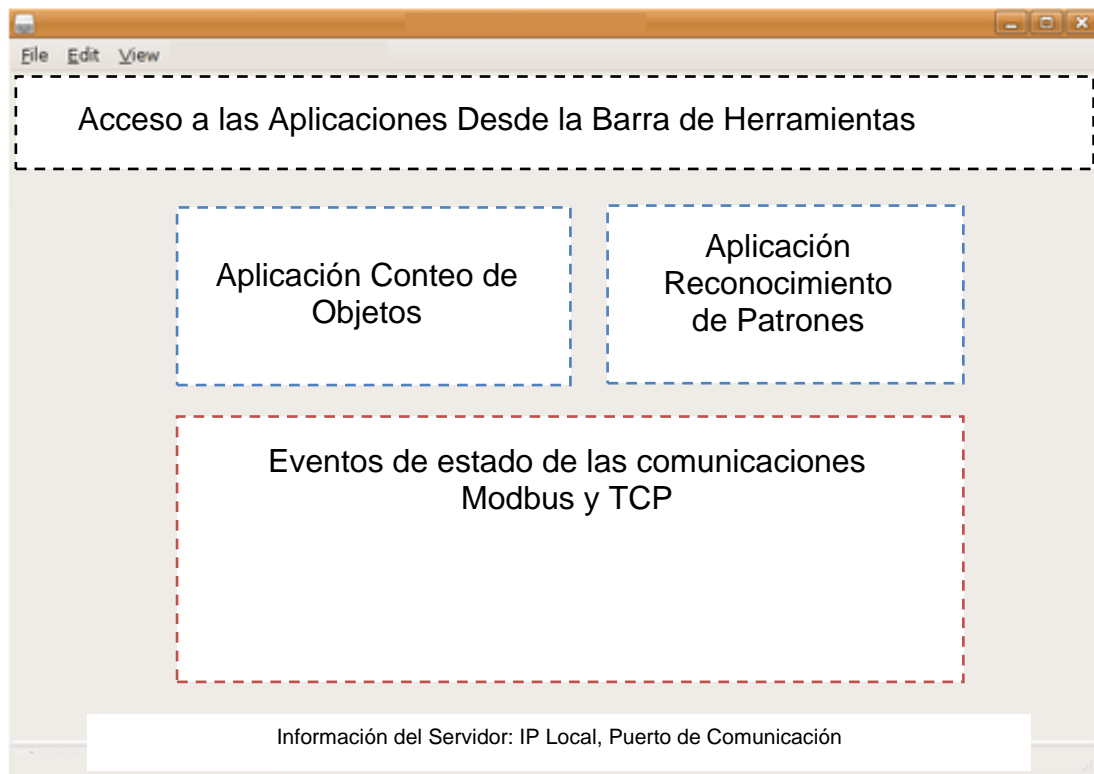 File Edit View
Acceso a las Aplicaciones Desde la Barra de Herramientas
Aplicación Conteo de
Objetos
Aplicación
Reconocimiento
de Patrones
Eventos de estado de las comunicaciones
Modbus y TCP
Información del Servidor: IP Local, Puerto de Comunicación